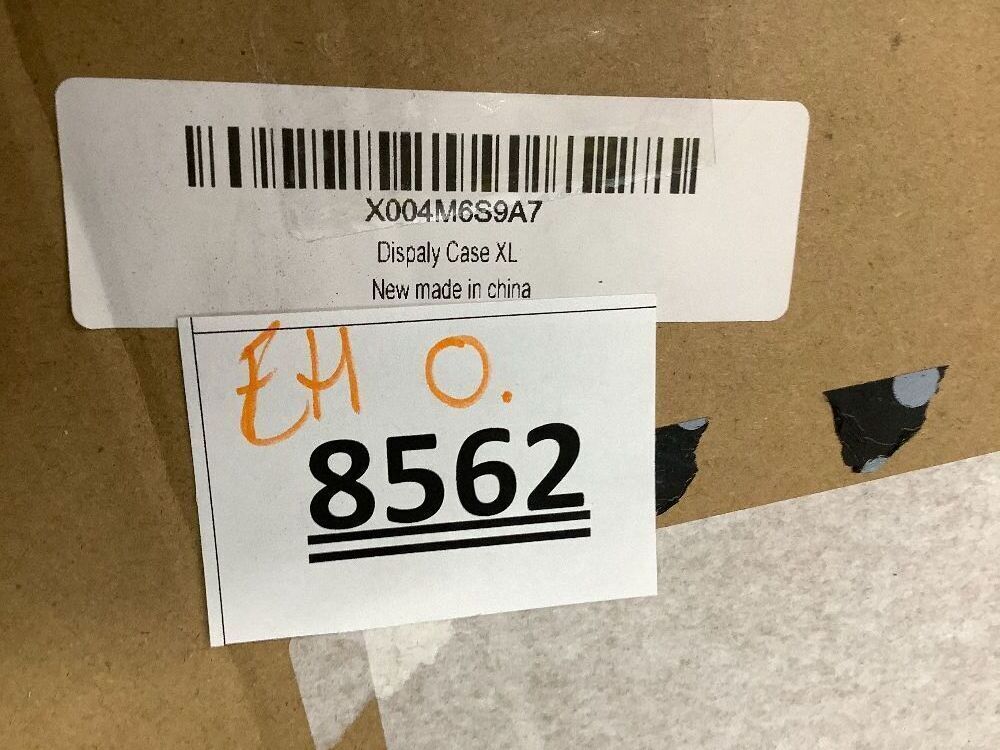 X004M6S9A7
Dispaly Case XL
New made in china
EH O.
8562